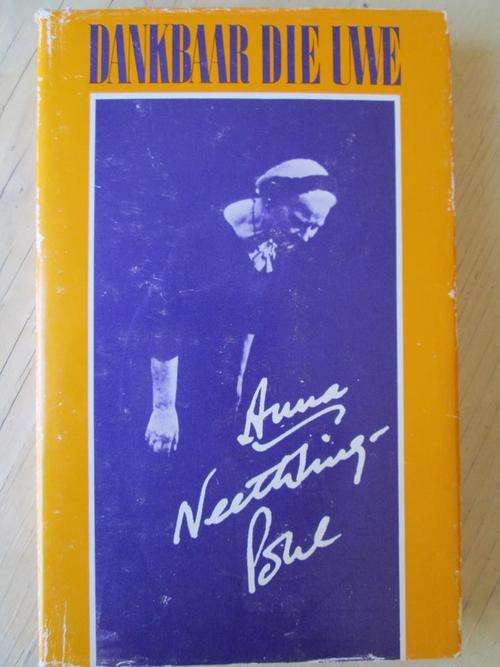 DANKBAAR DIE UWE
Anna
Neethling-
Pohl